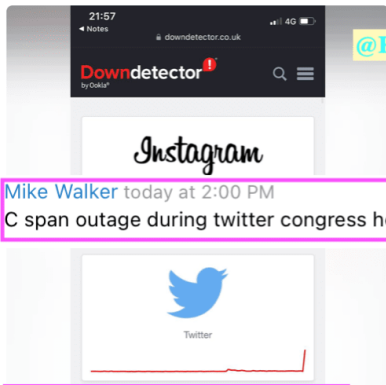 21:57
4G
◀ Notes
downdetector.co.uk
Downdetector
by Ookla®
Instagram
Mike Walker today at 2:00 PM
C span outage during twitter congress
Twitter